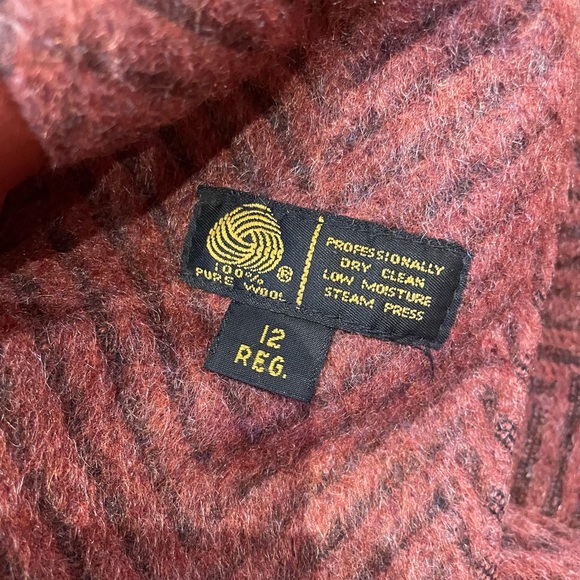 100%
PURE WOOL ®
PROFESSIONALLY
DRY CLEAN
LOW MOISTURE
STEAM PRESS
12
REG.